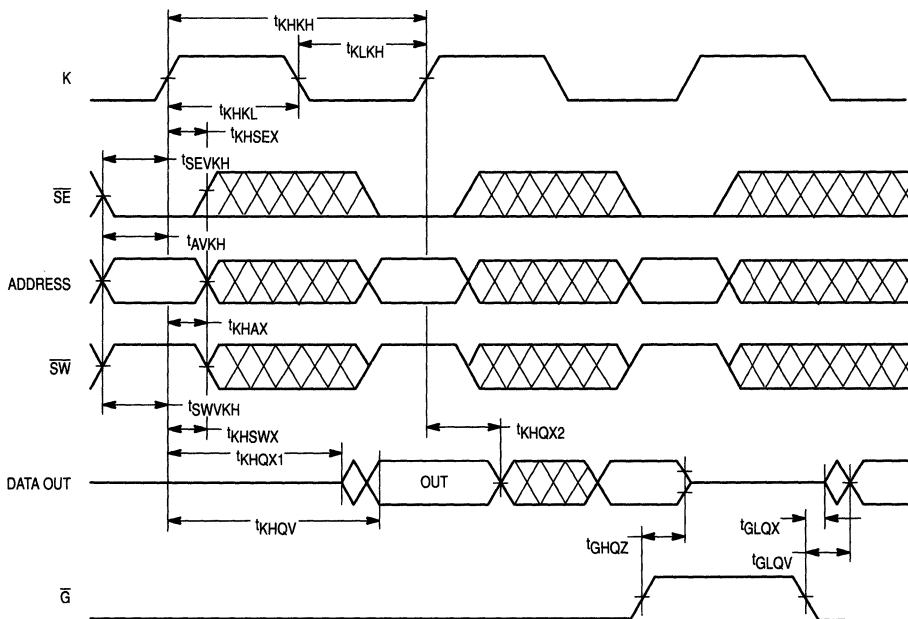 tKHKH
tKLKH
K
tKHKL
tKHSEX
tSEVKH
SE
tAVKH
ADDRESS
tKHAX
SW
tSWVKH
tKHSWX
tKHQX1
tKHQX2
DATA OUT
OUT
tKHQV
tGHQZ
tGLQX
tGLQV
G